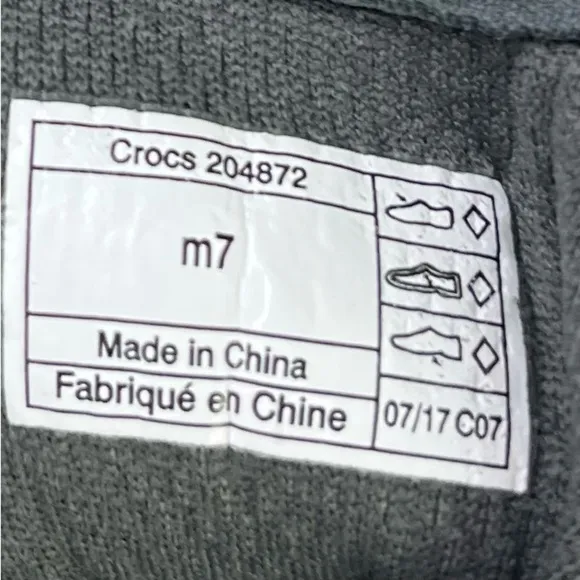 Crocs 204872
m7
Made in China
Fabriqué en Chine
07/17 C07